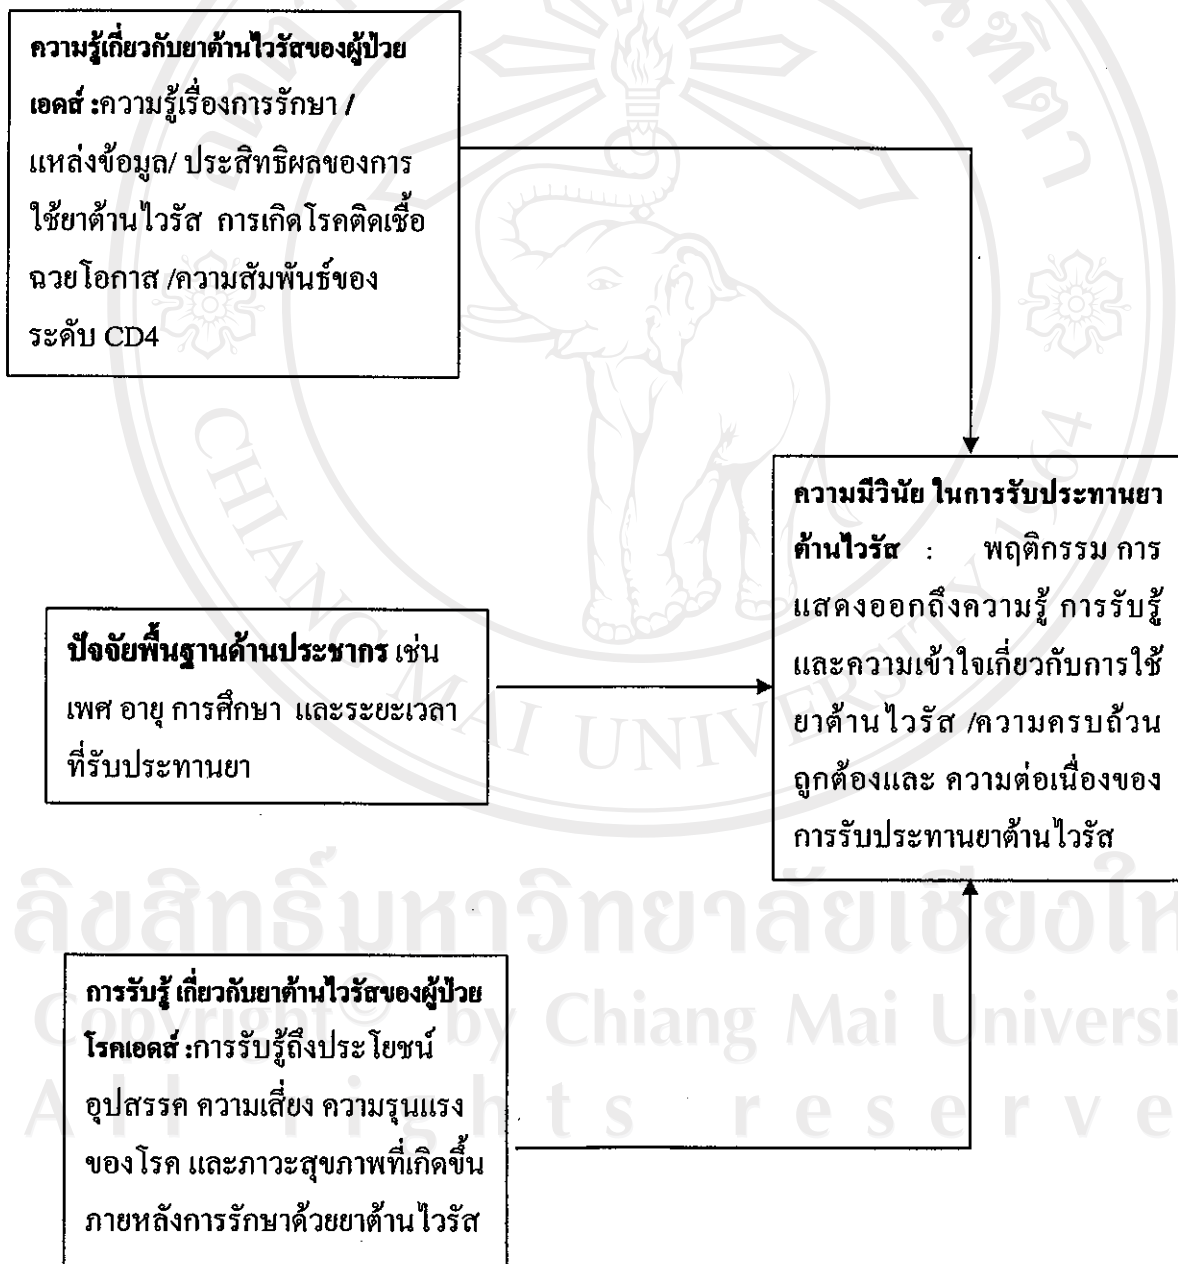 ความรู้เกี่ยวกับยาต้านไวรัสของผู้ป่วย
เอดส์ :ความรู้เรื่องการรักษา /
แหล่งข้อมูล/ ประสิทธิผลของการ
ใช้ยาต้านไวรัส การเกิดโรคติดเชื้อ
ฉวยโอกาส /ความสัมพันธ์ของ
ระดับ CD4
ความมีวินัย ในการรับประทานยา
ต้านไวรัส : พฤติกรรม การ
แสดงออกถึงความรู้ การรับรู้
และความเข้าใจเกี่ยวกับการใช้
ยาต้านไวรัส /ความครบถ้วน
ถูกต้องและ ความต่อเนื่องของ
การรับประทานยาต้านไวรัส
ปัจจัยพื้นฐานด้านประชากร เช่น
เพศ อายุ การศึกษา และระยะเวลา
ที่รับประทานยา
การรับรู้ เกี่ยวกับยาต้านไวรัสของผู้ป่วย
โรคเอดส์ :การรับรู้ถึงประโยชน์
อุปสรรค ความเสี่ยง ความรุนแรง
ของโรค และภาวะสุขภาพที่เกิดขึ้น
ภายหลังการรักษาด้วยยาต้านไวรัส
CHIANG MAI UNIVERSITY 1964
ลิขสิทธิ์มหาวิทยาลัยเชียงให
Copyright© by Chiang Mai Universi
All rights reserve